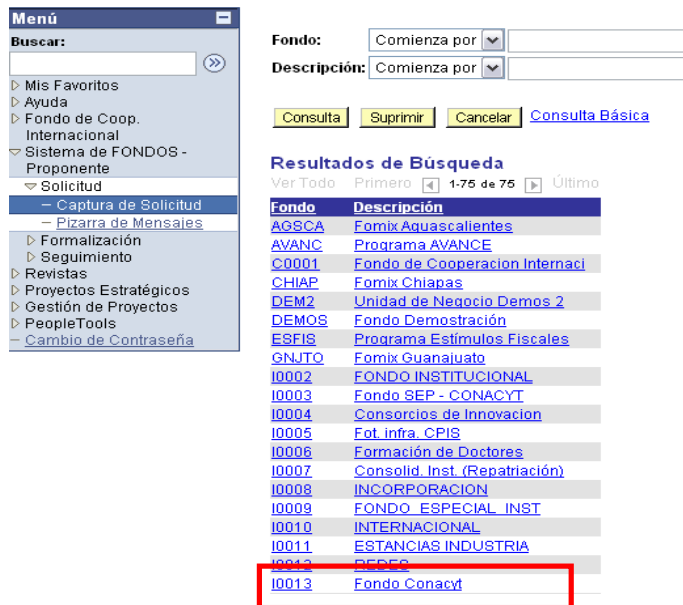 Menú
Buscar:
Mis Favoritos
Ayuda
Fondo de Coop.
Internacional
Sistema de FONDOS -
Proponente
Solicitud
– Captura de Solicitud
– Pizarra de Mensajes
Formalización
Seguimiento
Revistas
Proyectos Estratégicos
Gestión de Proyectos
PeopleTools
– Cambio de Contraseña
Fondo: Comienza por
Descripción: Comienza por
Consulta Suprimir Cancelar Consulta Básica
Resultados de Búsqueda
Ver Todo Primero 1-75 de 75 Último
Fondo Descripción
AGSCA Fomix Aguascalientes
AVANC Programa AVANCE
C0001 Fondo de Cooperacion Internaci
CHIAP Fomix Chiapas
DEM2 Unidad de Negocio Demos 2
DEMOS Fondo Demostración
ESFIS Programa Estímulos Fiscales
GNJTO Fomix Guanajuato
I0002 FONDO INSTITUCIONAL
I0003 Fondo SEP - CONACYT
I0004 Consorcios de Innovacion
I0005 Fot. infra. CPIS
I0006 Formación de Doctores
I0007 Consolid. Inst. (Repatriación)
I0008 INCORPORACION
I0009 FONDO ESPECIAL INST
I0010 INTERNACIONAL
I0011 ESTANCIAS INDUSTRIA
I0012 REDES
I0013 Fondo Conacyt